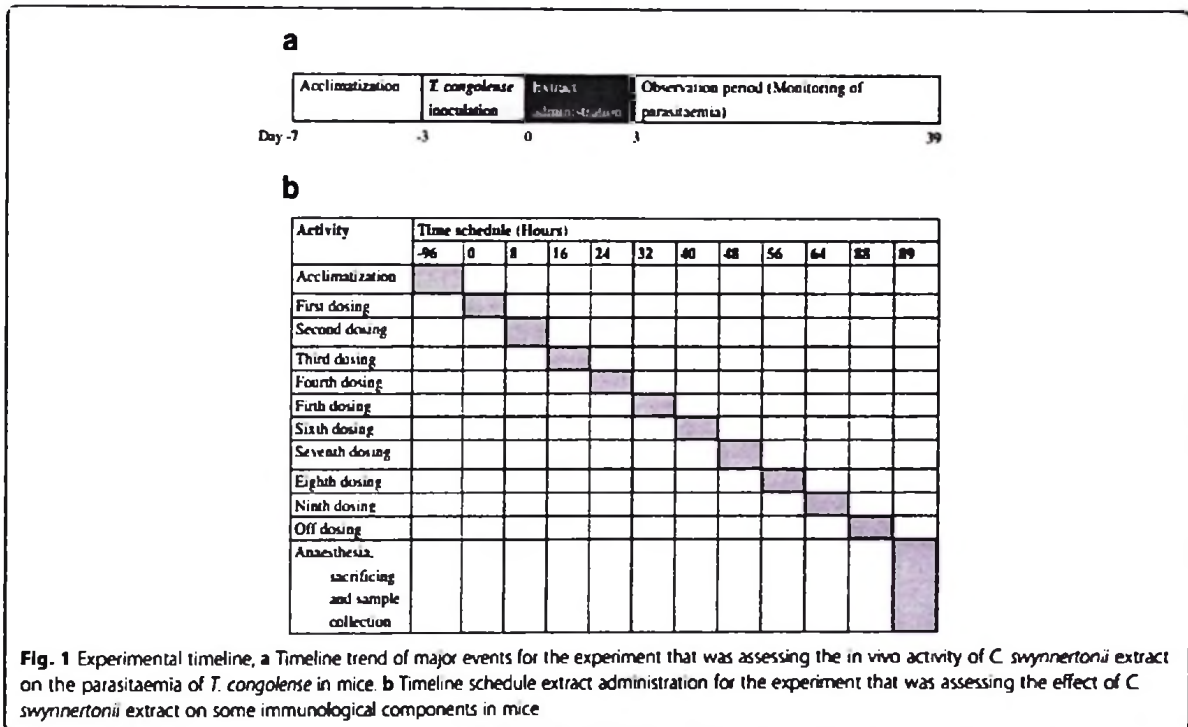 a
Acclimatization T. congolense Extract Observation period (Monitoring of
inoculation administration parasitaemia)
Day -7 -3 0 3 39
b
Activity Time schedule (Hours)
-96 0 8 16 24 32 40 48 56 64 88 89
Acclimatization
First dosing
Second dosing
Third dosing
Fourth dosing
Firth dosing
Sixth dosing
Seventh dosing
Eighth dosing
Ninth dosing
Off dosing
Anaesthesia,
sacrificing
and sample
collection
Fig. 1 Experimental timeline, a Timeline trend of major events for the experiment that was assessing the in vivo activity of C. swynnertonii extract
on the parasitaemia of T. congolense in mice. b Timeline schedule extract administration for the experiment that was assessing the effect of C
swynnertonii extract on some immunological components in mice